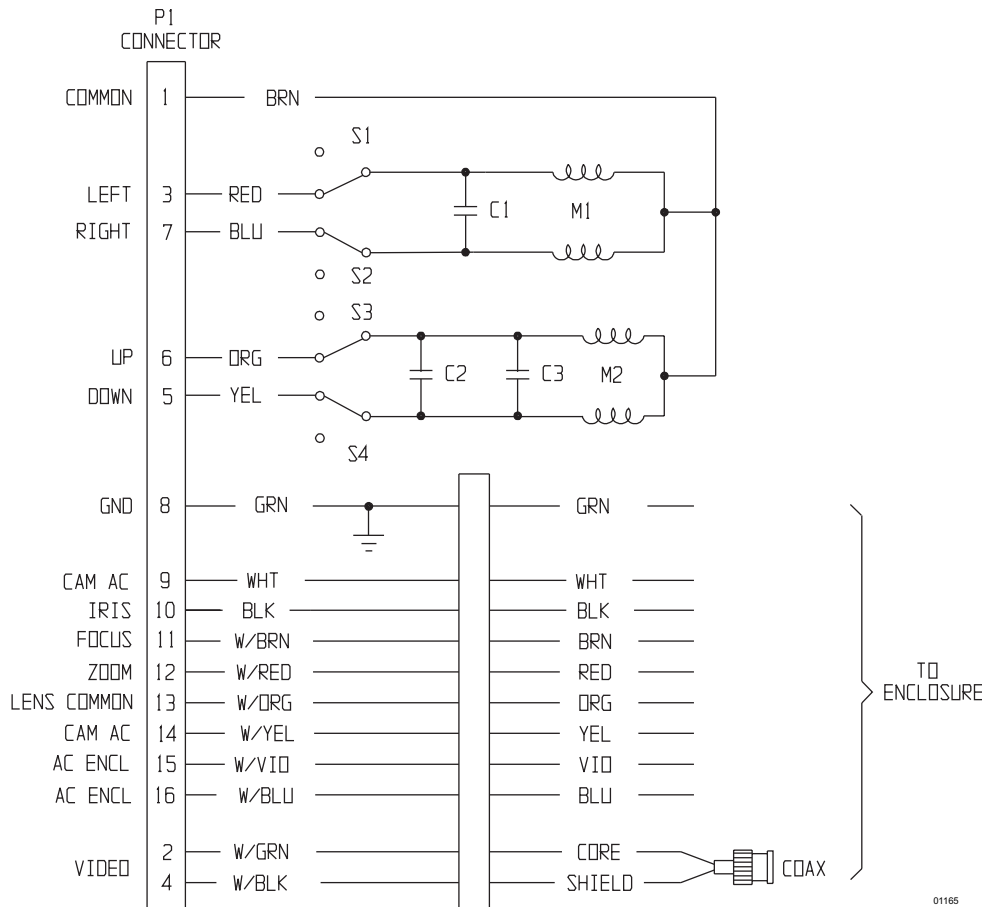 P1
CONNECTOR
COMMON 1 BRN
S1
LEFT 3 RED
C1 M1
RIGHT 7 BLU
S2
S3
UP 6 ORG
C2 C3 M2
DOWN 5 YEL
S4
GND 8 GRN GRN
CAM AC 9 WHT WHT
IRIS 10 BLK BLK
FOCUS 11 W/BRN BRN
ZOOM 12 W/RED RED
LENS COMMON 13 W/ORG ORG
CAM AC 14 W/YEL YEL
AC ENCL 15 W/VIO VIO
AC ENCL 16 W/BLU BLU
TO
ENCLOSURE
2 W/GRN CORE
VIDEO COAX
4 W/BLK SHIELD
01165